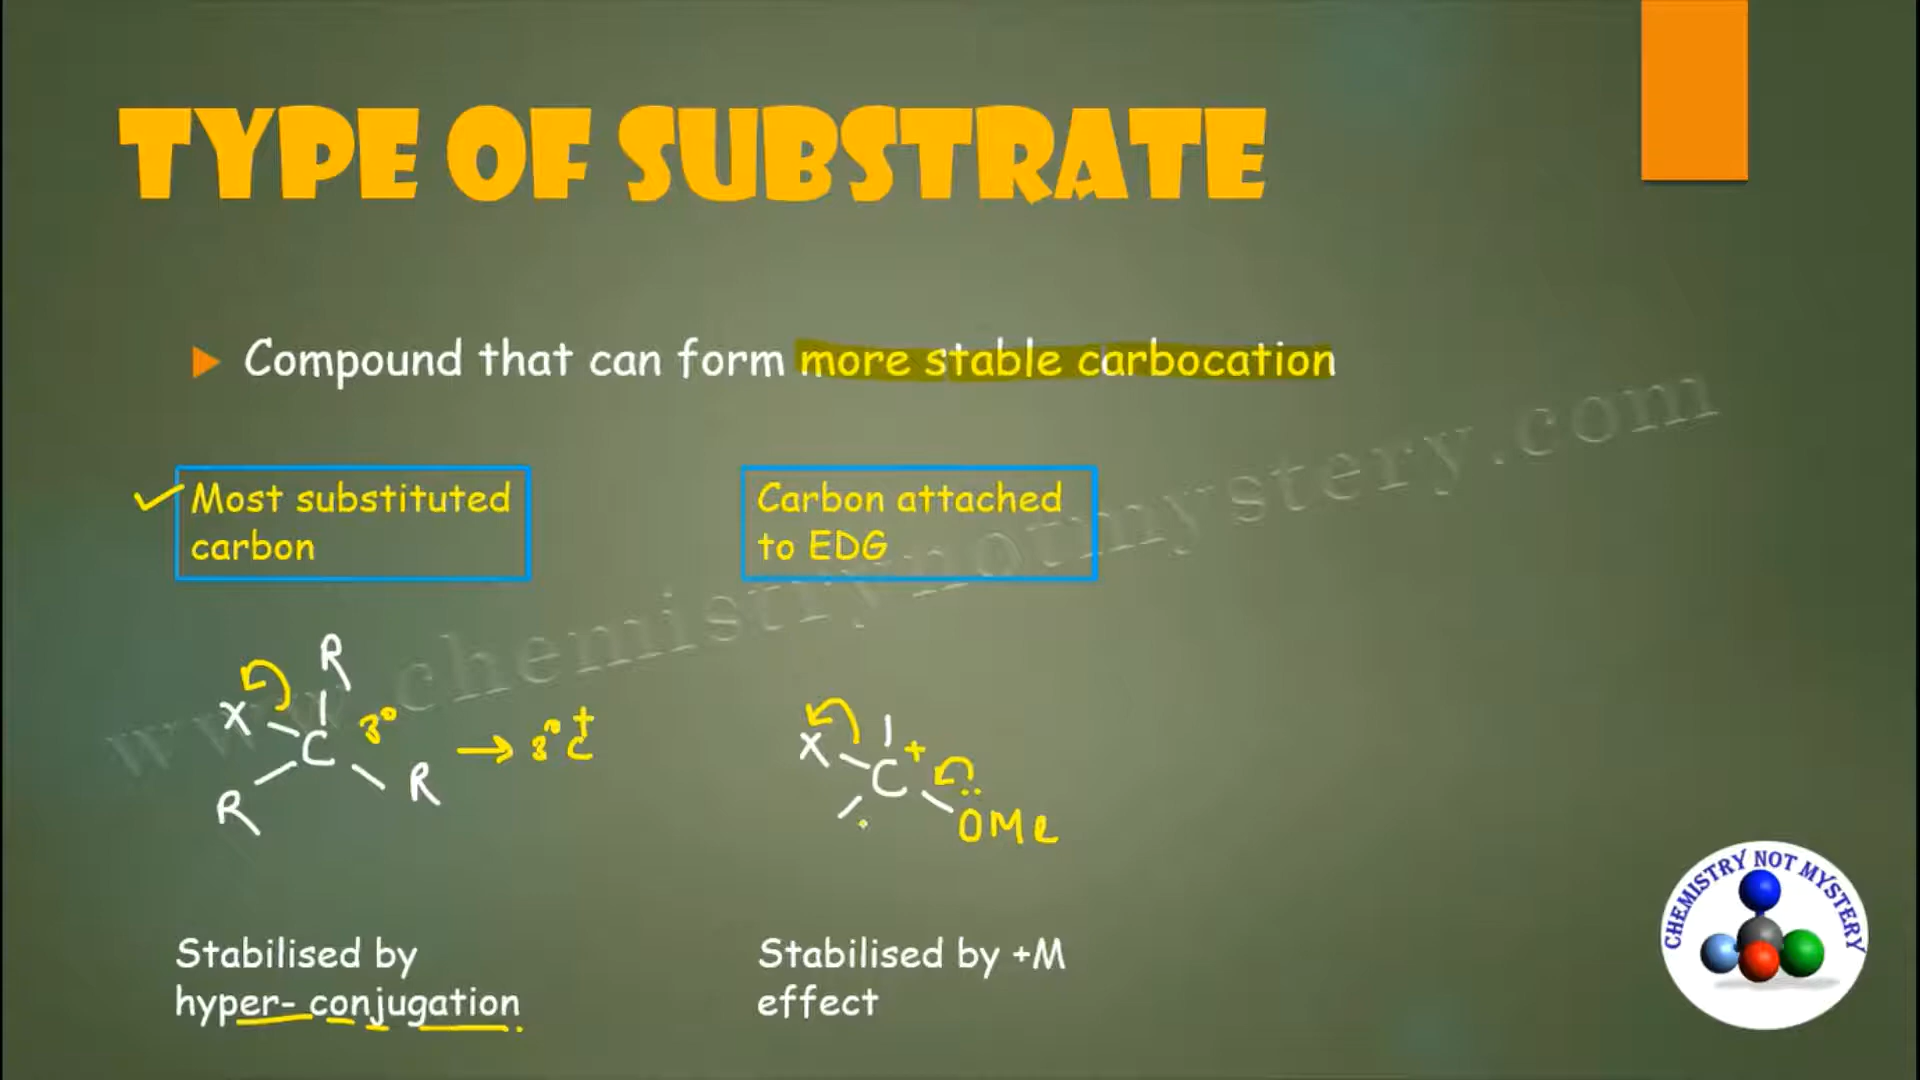 TYPE OF SUBSTRATE
Compound that can form more stable carbocation
Most substituted
carbon
Carbon attached
to EDG
www.chemistrynotmystery.com
R
X
C
3°
R
R
→ 3° C+
X
C
+
OMe
Stabilised by
hyper- conjugation
Stabilised by +M
effect
CHEMISTRY NOT MYSTERY